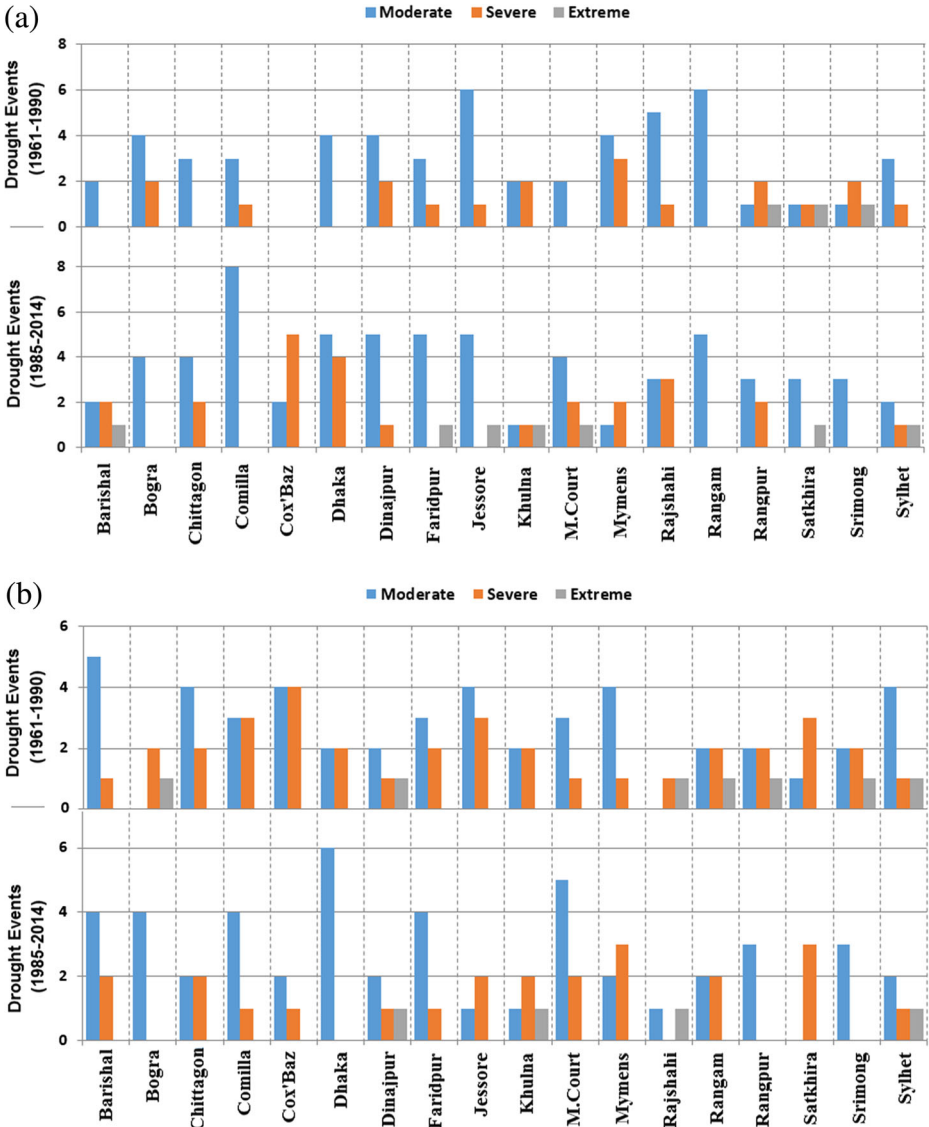 (a)
Moderate Severe Extreme
Drought Events
(1961-1990)
8
6
4
2
0
Drought Events
(1985-2014)
8
6
4
2
0
Barishal Bogra Chittagon Comilla Cox'Baz Dhaka Dinajpur Faridpur Jessore Khulna M.Court Mymens Rajshahi Rangam Rangpur Satkhira Srimong Sylhet
(b)
Moderate Severe Extreme
Drought Events
(1961-1990)
6
4
2
0
Drought Events
(1985-2014)
6
4
2
0
Barishal Bogra Chittagon Comilla Cox'Baz Dhaka Dinajpur Faridpur Jessore Khulna M.Court Mymens Rajshahi Rangam Rangpur Satkhira Srimong Sylhet